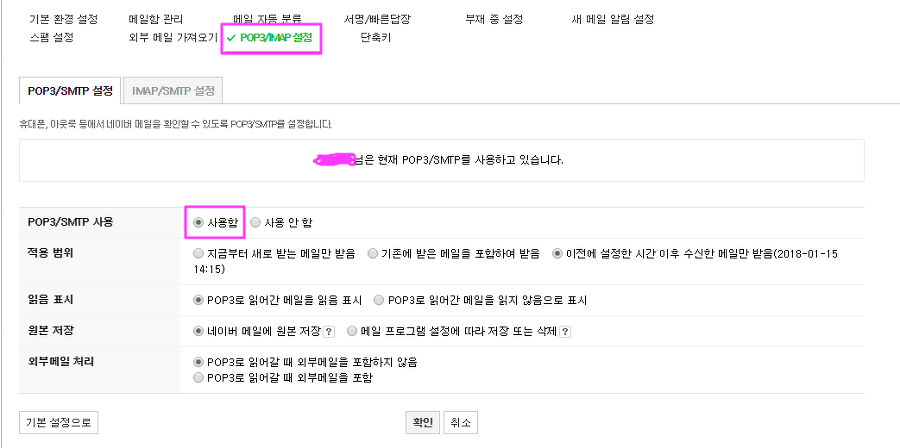 기본 환경 설정 메일함 관리 메일 자동 분류 서명/빠른답장 부재 중 설정 새 메일 알림 설정
스팸 설정 외부 메일 가져오기 ✓ POP3/IMAP 설정 단축키
POP3/SMTP 설정 IMAP/SMTP 설정
휴대폰, 아웃룩 등에서 네이버 메일을 확인할 수 있도록 POP3/SMTP를 설정합니다.
님은 현재 POP3/SMTP를 사용하고 있습니다.
POP3/SMTP 사용 사용함 사용 안 함
적용 범위 지금부터 새로 받는 메일만 받음 기존에 받은 메일을 포함하여 받음 이전에 설정한 시간 이후 수신한 메일만 받음(2018-01-15
14:15)
읽음 표시 POP3로 읽어간 메일을 읽음 표시 POP3로 읽어간 메일을 읽지 않음으로 표시
원본 저장 네이버 메일에 원본 저장 ? 메일 프로그램 설정에 따라 저장 또는 삭제 ?
외부메일 처리 POP3로 읽어갈 때 외부메일을 포함하지 않음
POP3로 읽어갈 때 외부메일을 포함
기본 설정으로 확인 취소